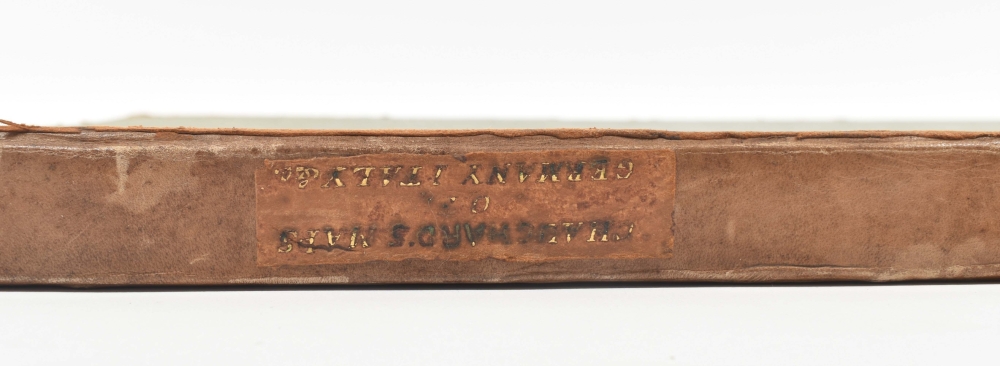 CHAUCHARD'S MAPS
OF
GERMANY ITALY &c.